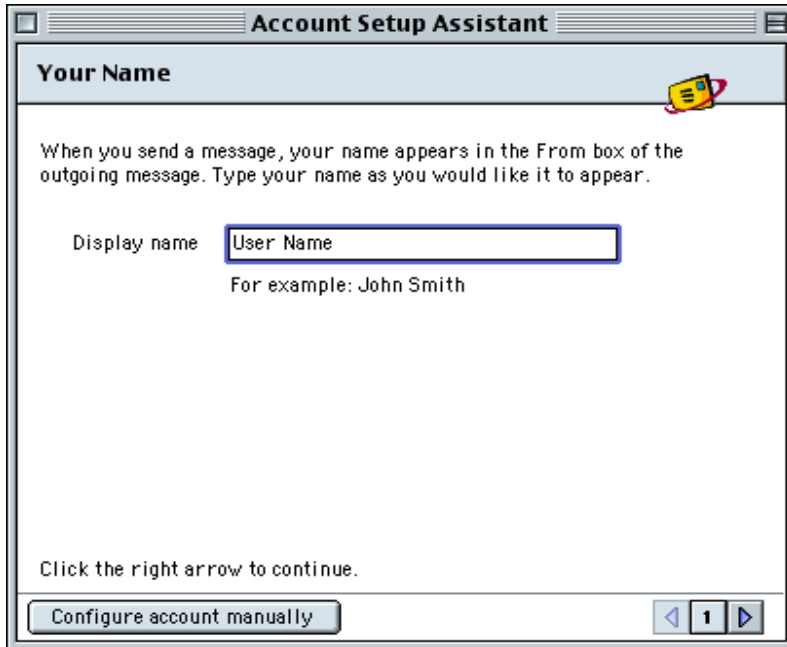 Account Setup Assistant
Your Name
When you send a message, your name appears in the From box of the
outgoing message. Type your name as you would like it to appear.
Display name User Name
For example: John Smith
Click the right arrow to continue.
Configure account manually 1